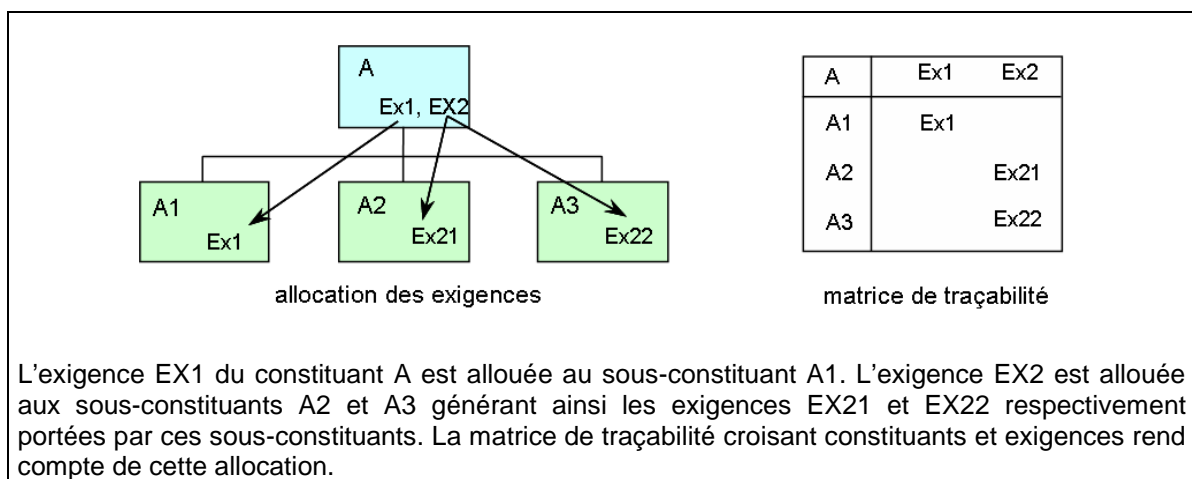 A
Ex1, EX2
A1
Ex1
A2
Ex21
A3
Ex22
allocation des exigences
A Ex1 Ex2
A1 Ex1
A2 Ex21
A3 Ex22
matrice de traçabilité
L'exigence EX1 du constituant A est allouée au sous-constituant A1. L'exigence EX2 est allouée
aux sous-constituants A2 et A3 générant ainsi les exigences EX21 et EX22 respectivement
portées par ces sous-constituants. La matrice de traçabilité croisant constituants et exigences rend
compte de cette allocation.